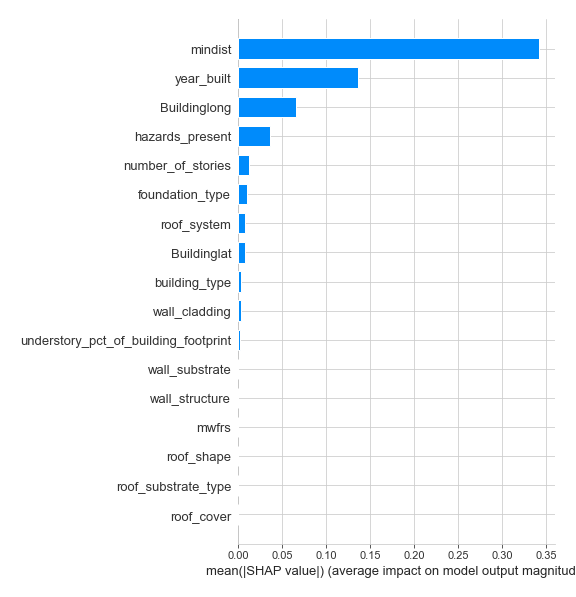 mindist
year_built
Buildinglong
hazards_present
number_of_stories
foundation_type
roof_system
Buildinglat
building_type
wall_cladding
understory_pct_of_building_footprint
wall_substrate
wall_structure
mwfrs
roof_shape
roof_substrate_type
roof_cover
0.00 0.05 0.10 0.15 0.20 0.25 0.30 0.35
mean(|SHAP value|) (average impact on model output magnitud